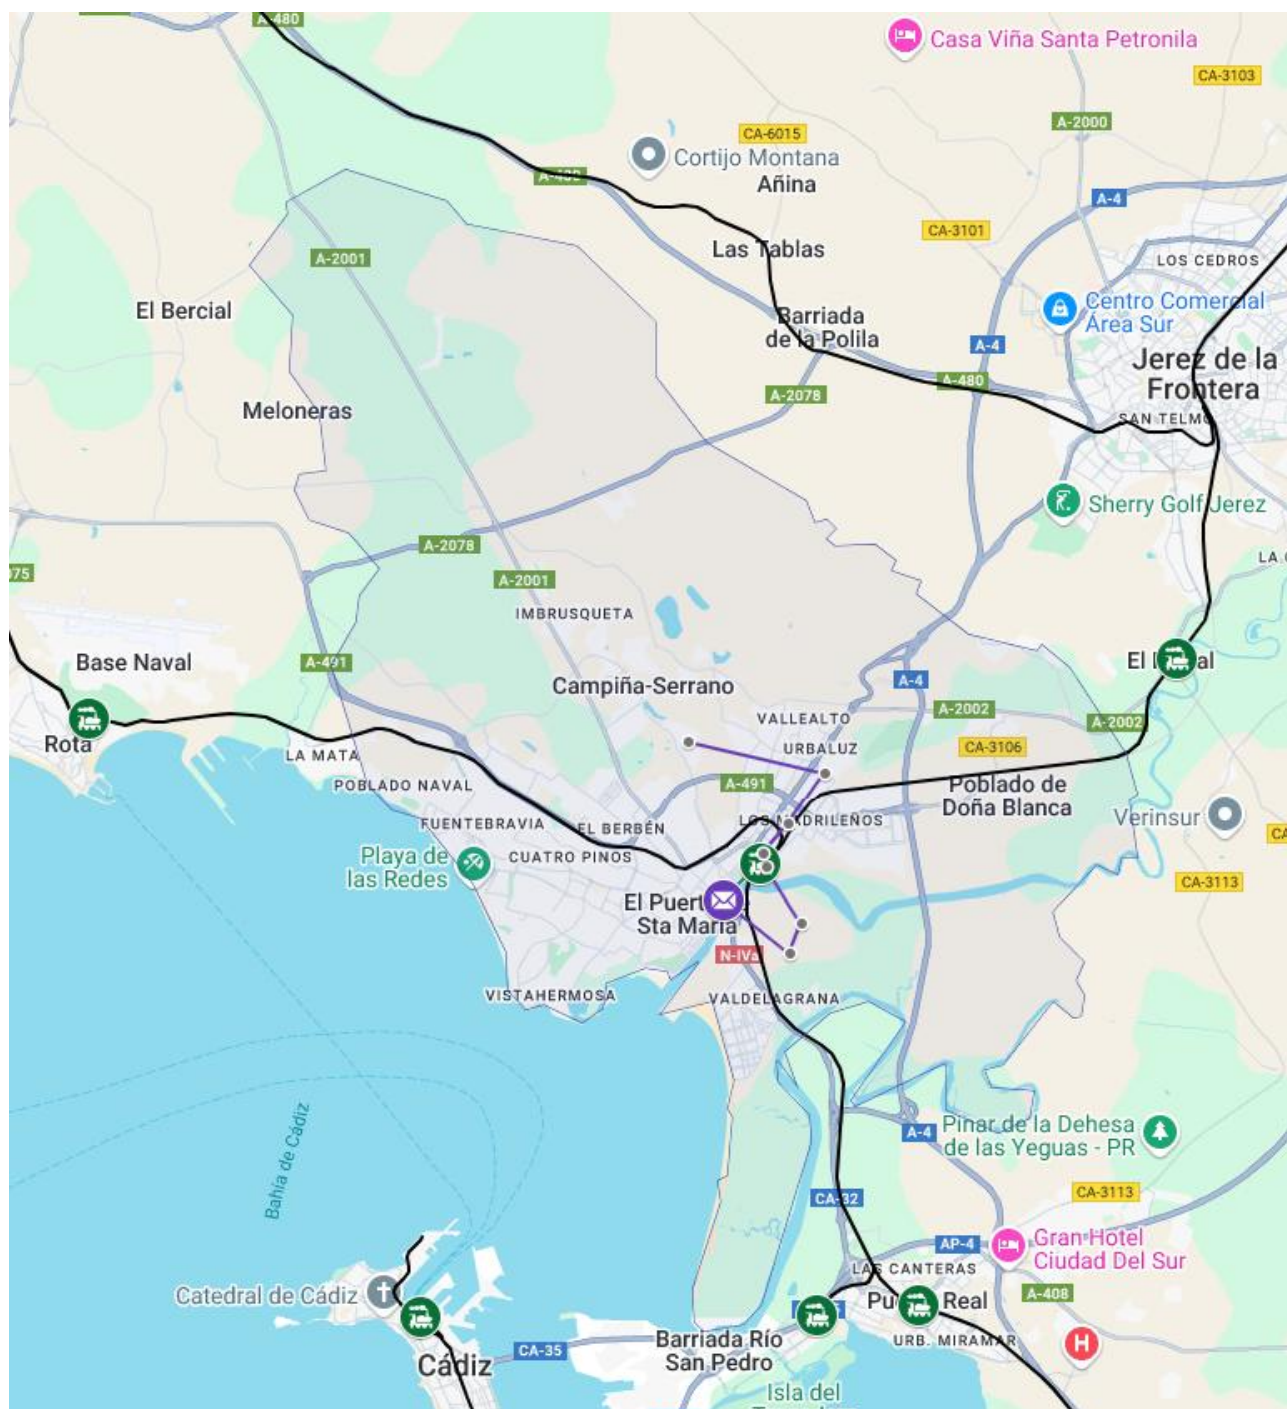 A-480
Casa Viña Santa Petronila
CA-3103
A-2000
CA-6015
Cortijo Montana
Añina
A-480
A-4
CA-3101
Las Tablas
LOS CEDROS
A-2001
El Bercial
Centro Comercial
Área Sur
Barriada
de la Polila
A-4
Jerez de la
Frontera
A-480
A-2078
Meloneras
SAN TELMO
Sherry Golf Jerez
A-2078
LA
A-2001
IMBRUSQUETA
Base Naval
A-491
Campiña-Serrano
A-4
A-2002
A-2002
VALLEALTO
Rota
LA MATA
URBALUZ
CA-3106
POBLADO NAVAL
A-491
Poblado de
Doña Blanca
FUENTEBRAVIA
EL BERBÉN
LOS MADRILEÑOS
Verinsur
Playa de
las Redes
CUATRO PINOS
CA-3113
El Puerto
Sta María
N-IVa
VISTAHERMOSA
VALDELAGRANA
Bahía de Cádiz
A-4
Pinar de la Dehesa
de las Yeguas - PR
CA-32
CA-3113
AP-4
Gran Hotel
Ciudad Del Sur
LAS CANTERAS
Catedral de Cádiz
Real
A-408
Barriada Río
San Pedro
URB. MIRAMAR
H
CA-35
Cádiz
Isla del